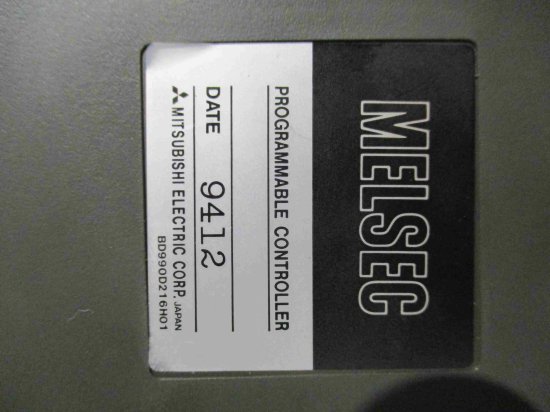 MELSEC
PROGRAMMABLE CONTROLLER
DATE 9412
MITSUBISHI ELECTRIC CORP. JAPAN
BD990D216H01